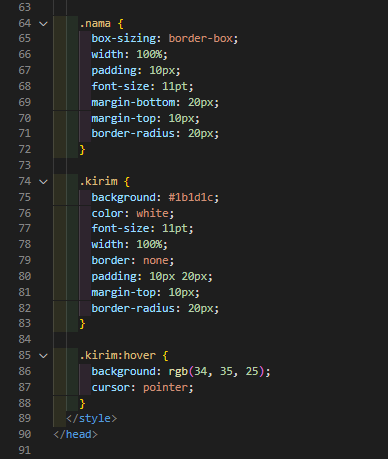 63
64 .nama {
65 box-sizing: border-box;
66 width: 100%;
67 padding: 10px;
68 font-size: 11pt;
69 margin-bottom: 20px;
70 margin-top: 10px;
71 border-radius: 20px;
72 }
73
74 .kirim {
75 background: #1b1d1c;
76 color: white;
77 font-size: 11pt;
78 width: 100%;
79 border: none;
80 padding: 10px 20px;
81 margin-top: 10px;
82 border-radius: 20px;
83 }
84
85 .kirim:hover {
86 background: rgb(34, 35, 25);
87 cursor: pointer;
88 }
89 </style>
90 </head>
91